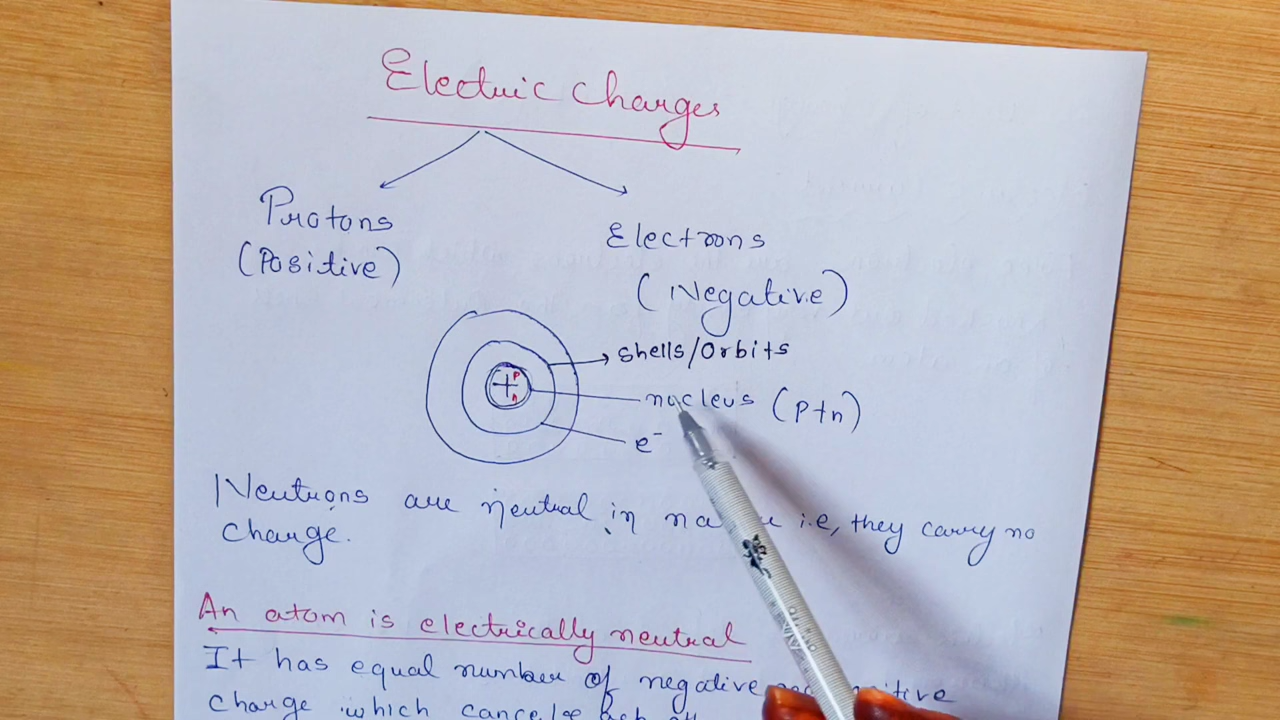 Electric Charges
Protons
(Positive)
Electrons
(Negative)
Shells/Orbits
P
n
nucleus (p+n)
e⁻
Neutrons are neutral in i.e, they carry no
charge.
An atom is electrically neutral
It has equal number of negative
charge which